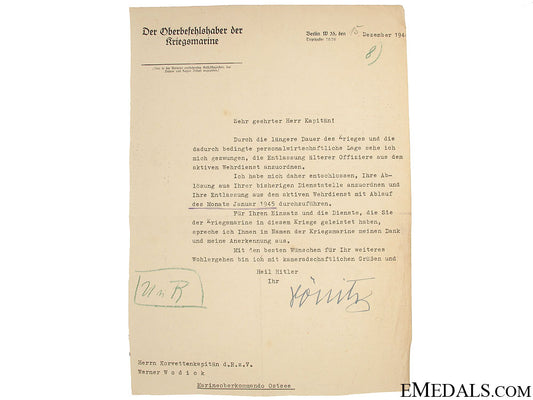 Der Oberbefehlshaber der
Kriegsmarine
Berlin W 35, den 15 Dezember 194
8)
Sehr geehrter Herr Kapitän!
Durch die längere Dauer des Krieges und die
dadurch bedingte personalwirtschaftliche Lage sehe ich
mich gezwungen, die Entlassung älterer Offiziere aus dem
aktiven Wehrdienst anzuordnen.
Ich habe mich daher entschlossen, Ihre Ab-
lösung aus Ihrer bisherigen Dienststelle anzuordnen und
Ihre Entlassung aus dem aktiven Wehrdienst mit Ablauf
des Monats Januar 1945 durchzuführen.
Für Ihren Einsatz und die Dienste, die Sie
der Kriegsmarine in diesem Kriege geleistet haben,
spreche ich Ihnen im Namen der Kriegsmarine meinen Dank
und meine Anerkennung aus.
Mit den besten Wünschen für Ihr weiteres
Wohlergehen bin ich mit kameradschaftlichen Grüßen und
Heil Hitler
Ihr
Dönitz
Herrn Korvettenkapitän d.R.z.V.
Werner Wodick
Marineoberkommando Ostsee
EMEDALS.COM